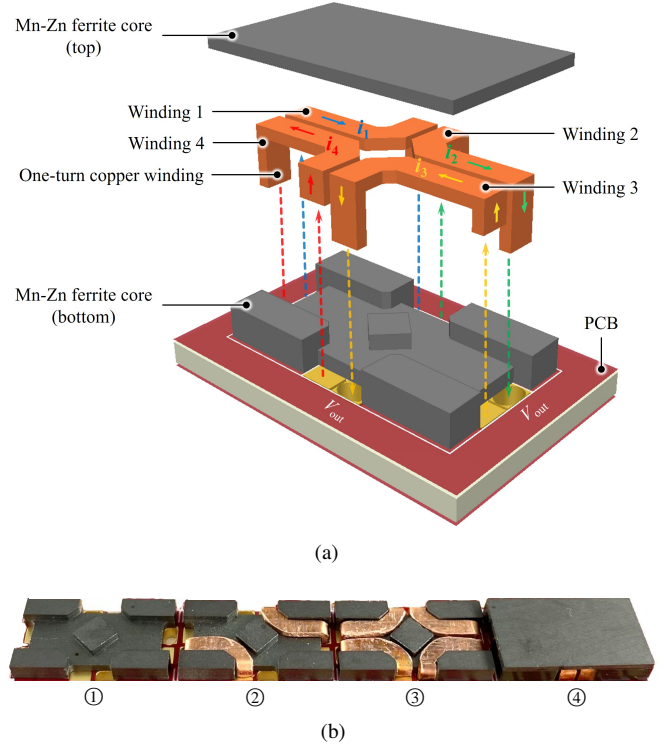 Mn-Zn ferrite core
(top)
Winding 1
Winding 4
One-turn copper winding
i1
i4
i2
i3
Winding 2
Winding 3
Mn-Zn ferrite core
(bottom)
PCB
Vout
Vout
(a)
① ② ③ ④
(b)